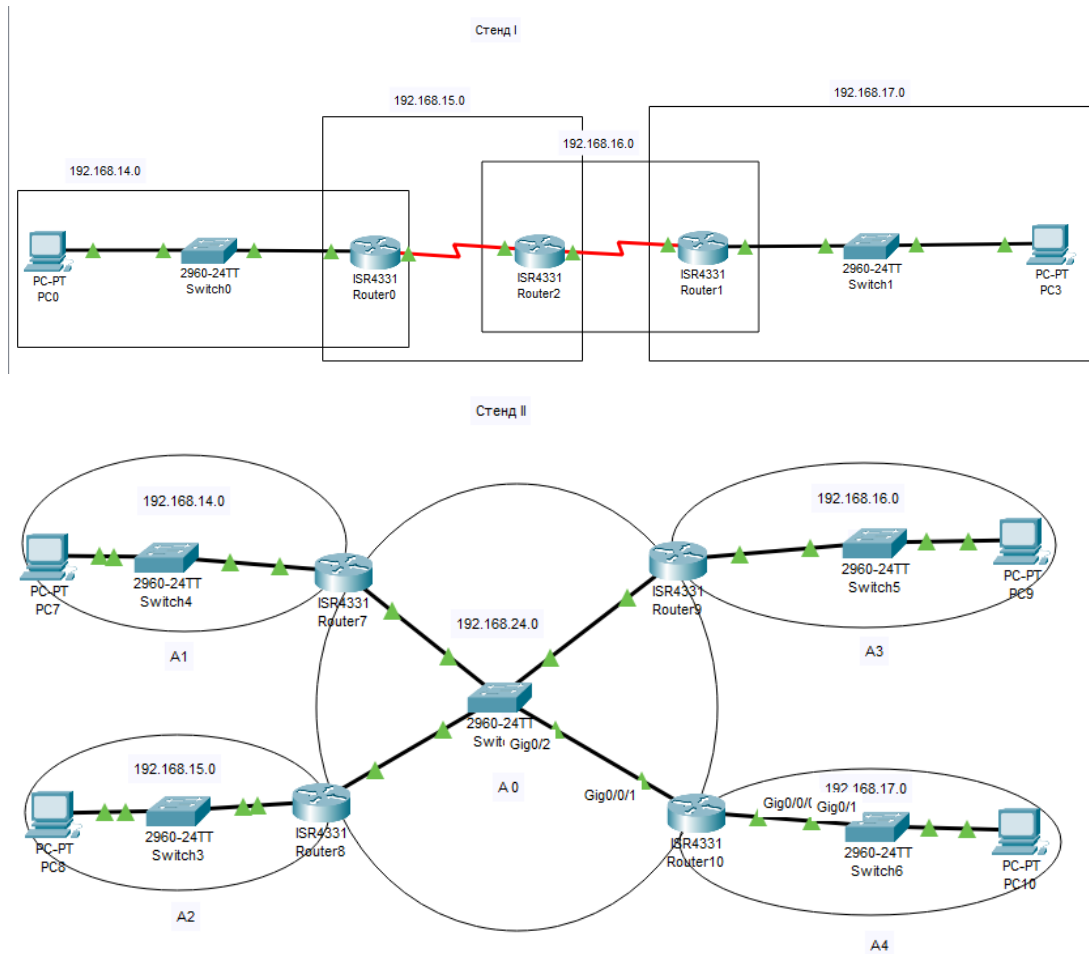 Стенд I
192.168.15.0
192.168.17.0
192.168.16.0
192.168.14.0
PC-PT
PC0
2960-24TT
Switch0
ISR4331
Router0
ISR4331
Router2
ISR4331
Router1
2960-24TT
Switch1
PC-PT
PC3
Стенд II
192.168.14.0
PC-PT
PC7
2960-24TT
Switch4
ISR4331
Router7
A1
192.168.16.0
ISR4331
Router9
2960-24TT
Switch5
PC-PT
PC9
A3
192.168.24.0
2960-24TT
Gig0/2
A 0
192.168.15.0
PC-PT
PC8
2960-24TT
Switch3
ISR4331
Router8
A2
192.168.17.0
Gig0/0/1
Gig0/1
ISR4331
Router10
2960-24TT
Switch6
PC-PT
PC10
A4